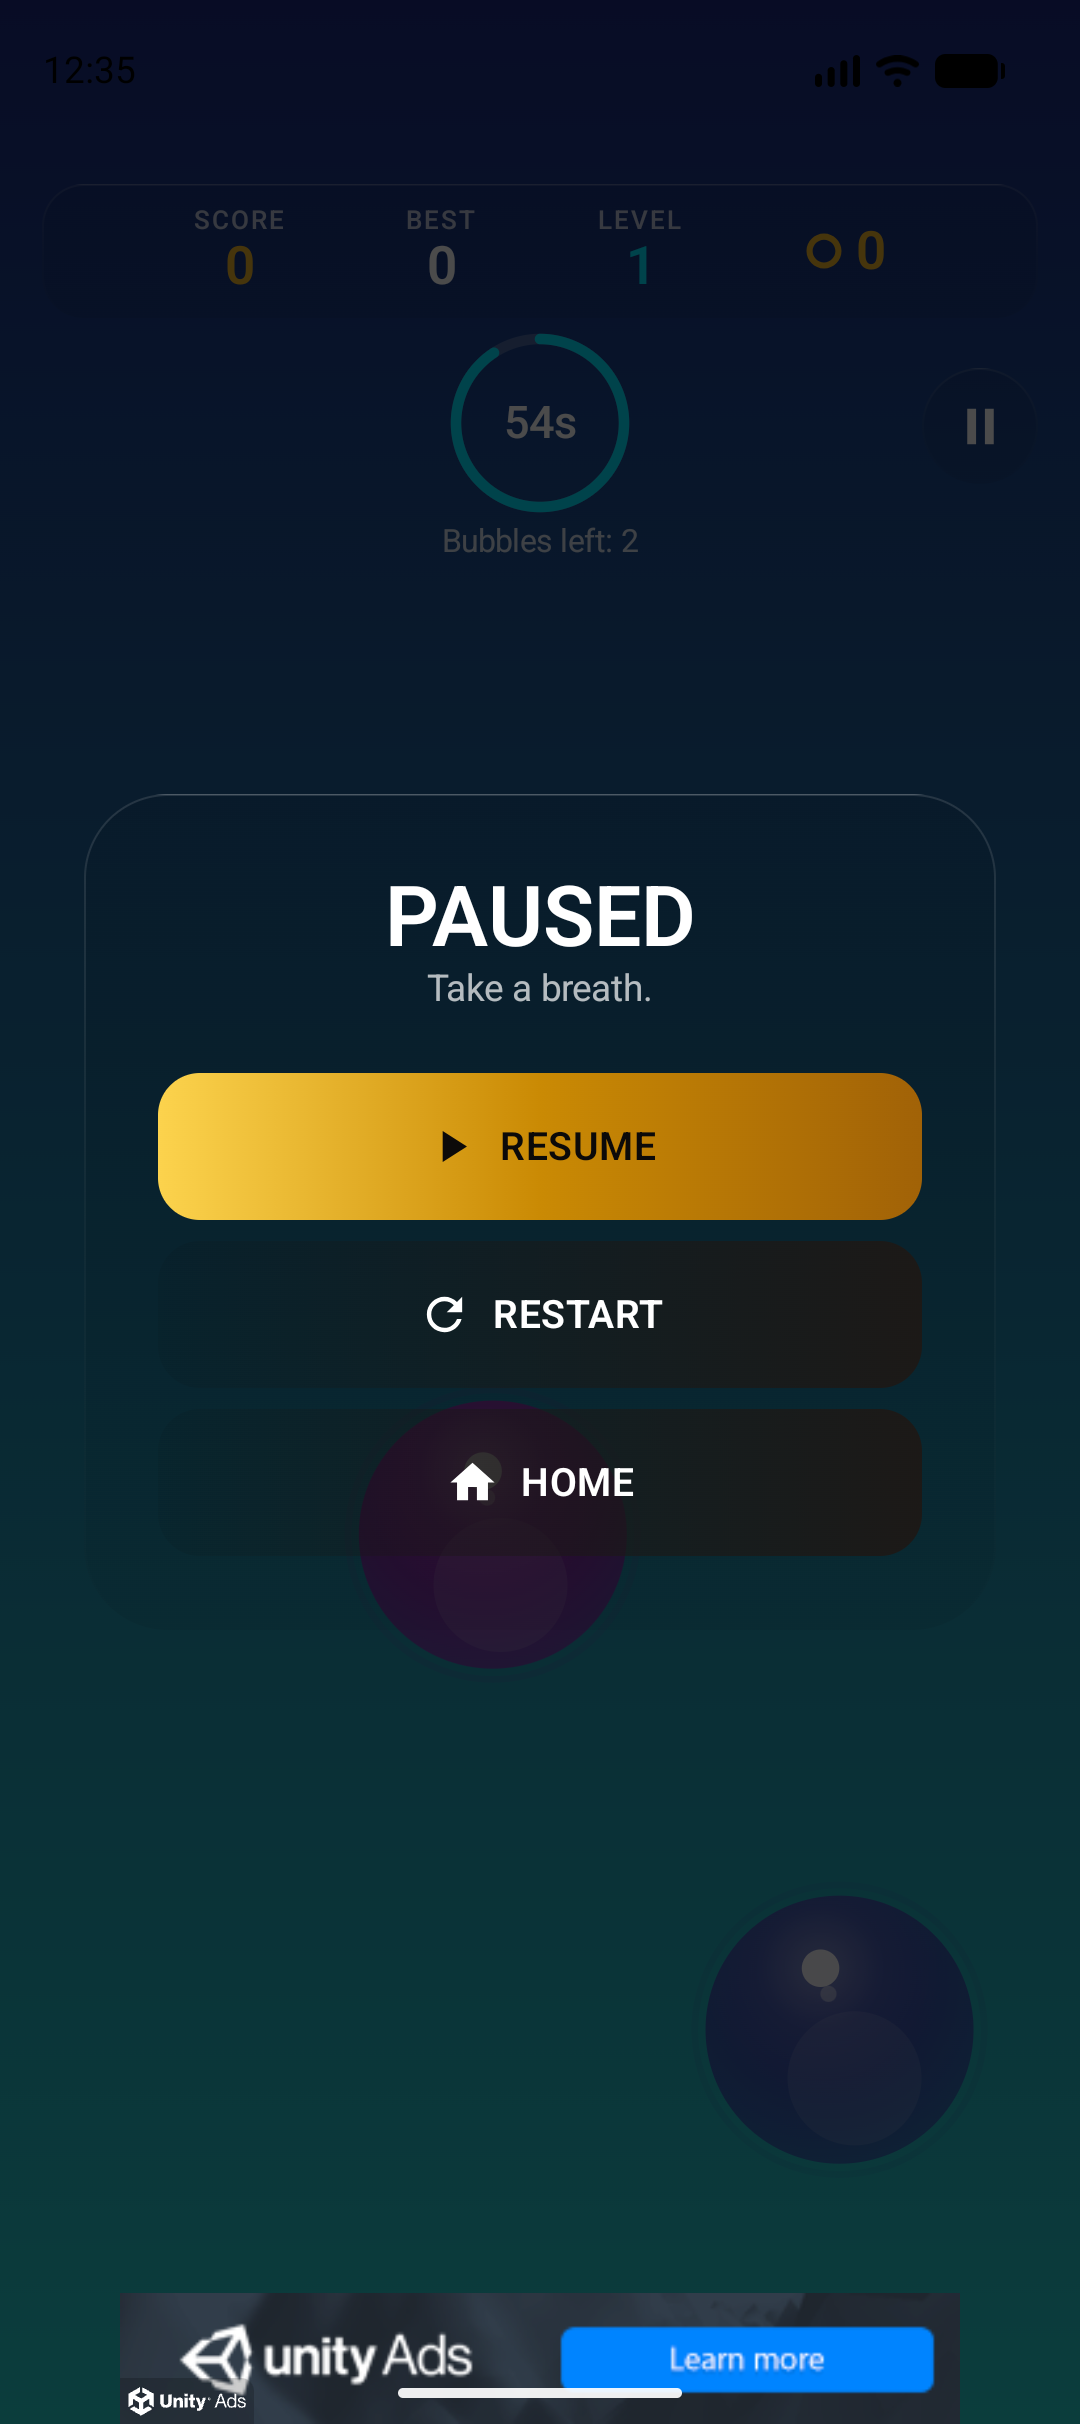 12:35
SCORE BEST LEVEL
0 0 1 0
54s
Bubbles left: 2
PAUSED
Take a breath.
RESUME
RESTART
HOME
unity Ads
Learn more
Unity Ads